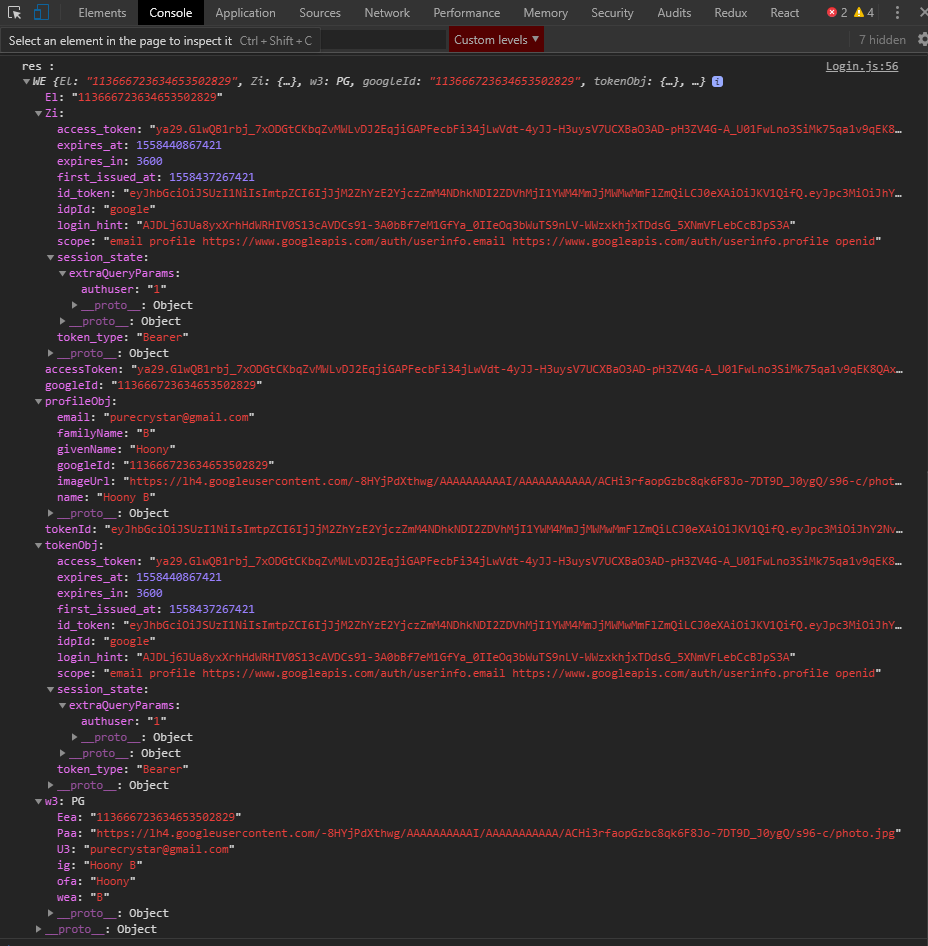 Elements Console Application Sources Network Performance Memory Security Audits Redux React 2 4
Select an element in the page to inspect it Ctrl + Shift + C Custom levels ▼ 7 hidden
res : Login.js:56
▼WE {El: "113666723634653502829", Zi: {…}, w3: PG, googleId: "113666723634653502829", tokenObj: {…}, …} i
El: "113666723634653502829"
▼Zi:
access_token: "ya29.GlwQB1rbj_7xODGtCKbqZvMWLvDJ2EqjiGAPFecbFi34jLwVdt-4yJJ-H3uysV7UCXBaO3AD-pH3ZV4G-A_U01FwLno3SiMk75qa1v9qEK8…
expires_at: 1558440867421
expires_in: 3600
first_issued_at: 1558437267421
id_token: "eyJhbGciOiJSUzI1NiIsImtpZCI6IjJjM2ZhYzE2YjczZmM4NDhkNDI2ZDVhMjI1YWM4MmJjMWMwMmFlZmQiLCJ0eXAiOiJKV1QifQ.eyJpc3MiOiJhY…
idpId: "google"
login_hint: "AJDLj6JUa8yxXrhHdWRHIV0S13cAVDCs91-3A0bBf7eM1GfYa_0IIeOq3bWuTS9nLV-WWzxkhjxTDdsG_5XNmVFLebCcBJpS3A"
scope: "email profile https://www.googleapis.com/auth/userinfo.email https://www.googleapis.com/auth/userinfo.profile openid"
▼session_state:
▼extraQueryParams:
authuser: "1"
▶__proto__: Object
▶__proto__: Object
token_type: "Bearer"
▶__proto__: Object
accessToken: "ya29.GlwQB1rbj_7xODGtCKbqZvMWLvDJ2EqjiGAPFecbFi34jLwVdt-4yJJ-H3uysV7UCXBaO3AD-pH3ZV4G-A_U01FwLno3SiMk75qa1v9qEK8QAx…
googleId: "113666723634653502829"
▼profileObj:
email: "purecrystar@gmail.com"
familyName: "B"
givenName: "Hoony"
googleId: "113666723634653502829"
imageUrl: "https://lh4.googleusercontent.com/-8HYjPdXthwg/AAAAAAAAAAI/AAAAAAAAAAA/ACHi3rfaopGzbc8qk6F8Jo-7DT9D_J0ygQ/s96-c/phot…
name: "Hoony B"
▶__proto__: Object
tokenId: "eyJhbGciOiJSUzI1NiIsImtpZCI6IjJjM2ZhYzE2YjczZmM4NDhkNDI2ZDVhMjI1YWM4MmJjMWMwMmFlZmQiLCJ0eXAiOiJKV1QifQ.eyJpc3MiOiJhY2Nv…
▼tokenObj:
access_token: "ya29.GlwQB1rbj_7xODGtCKbqZvMWLvDJ2EqjiGAPFecbFi34jLwVdt-4yJJ-H3uysV7UCXBaO3AD-pH3ZV4G-A_U01FwLno3SiMk75qa1v9qEK8…
expires_at: 1558440867421
expires_in: 3600
first_issued_at: 1558437267421
id_token: "eyJhbGciOiJSUzI1NiIsImtpZCI6IjJjM2ZhYzE2YjczZmM4NDhkNDI2ZDVhMjI1YWM4MmJjMWMwMmFlZmQiLCJ0eXAiOiJKV1QifQ.eyJpc3MiOiJhY…
idpId: "google"
login_hint: "AJDLj6JUa8yxXrhHdWRHIV0S13cAVDCs91-3A0bBf7eM1GfYa_0IIeOq3bWuTS9nLV-WWzxkhjxTDdsG_5XNmVFLebCcBJpS3A"
scope: "email profile https://www.googleapis.com/auth/userinfo.email https://www.googleapis.com/auth/userinfo.profile openid"
▼session_state:
▼extraQueryParams:
authuser: "1"
▶__proto__: Object
▶__proto__: Object
token_type: "Bearer"
▶__proto__: Object
▼w3: PG
Eea: "113666723634653502829"
Paa: "https://lh4.googleusercontent.com/-8HYjPdXthwg/AAAAAAAAAAI/AAAAAAAAAAA/ACHi3rfaopGzbc8qk6F8Jo-7DT9D_J0ygQ/s96-c/photo.jpg"
U3: "purecrystar@gmail.com"
ig: "Hoony B"
ofa: "Hoony"
wea: "B"
▶__proto__: Object
▶__proto__: Object